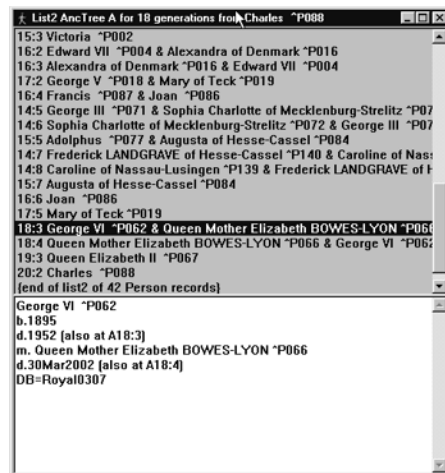 List2 AncTree A for 18 generations from Charles ^P088
15:3 Victoria ^P002
16:2 Edward VII ^P004 & Alexandra of Denmark ^P016
16:3 Alexandra of Denmark ^P016 & Edward VII ^P004
17:2 George V ^P018 & Mary of Teck ^P019
16:4 Francis ^P087 & Joan ^P086
14:5 George III ^P071 & Sophia Charlotte of Mecklenburg-Strelitz ^P07
14:6 Sophia Charlotte of Mecklenburg-Strelitz ^P072 & George III ^P07
15:5 Adolphus ^P077 & Augusta of Hesse-Cassel ^P084
14:7 Frederick LANDGRAVE of Hesse-Cassel ^P140 & Caroline of Nass
14:8 Caroline of Nassau-Lusingen ^P139 & Frederick LANDGRAVE of H
15:7 Augusta of Hesse-Cassel ^P084
16:6 Joan ^P086
17:5 Mary of Teck ^P019
18:3 George VI ^P062 & Queen Mother Elizabeth BOWES-LYON ^P066
18:4 Queen Mother Elizabeth BOWES-LYON ^P066 & George VI ^P062
19:3 Queen Elizabeth II ^P067
20:2 Charles ^P088
{end of list2 of 42 Person records}
George VI ^P062
b.1895
d.1952 (also at A18:3)
m. Queen Mother Elizabeth BOWES-LYON ^P066
d.30Mar2002 (also at A18:4)
DB=Royal0307